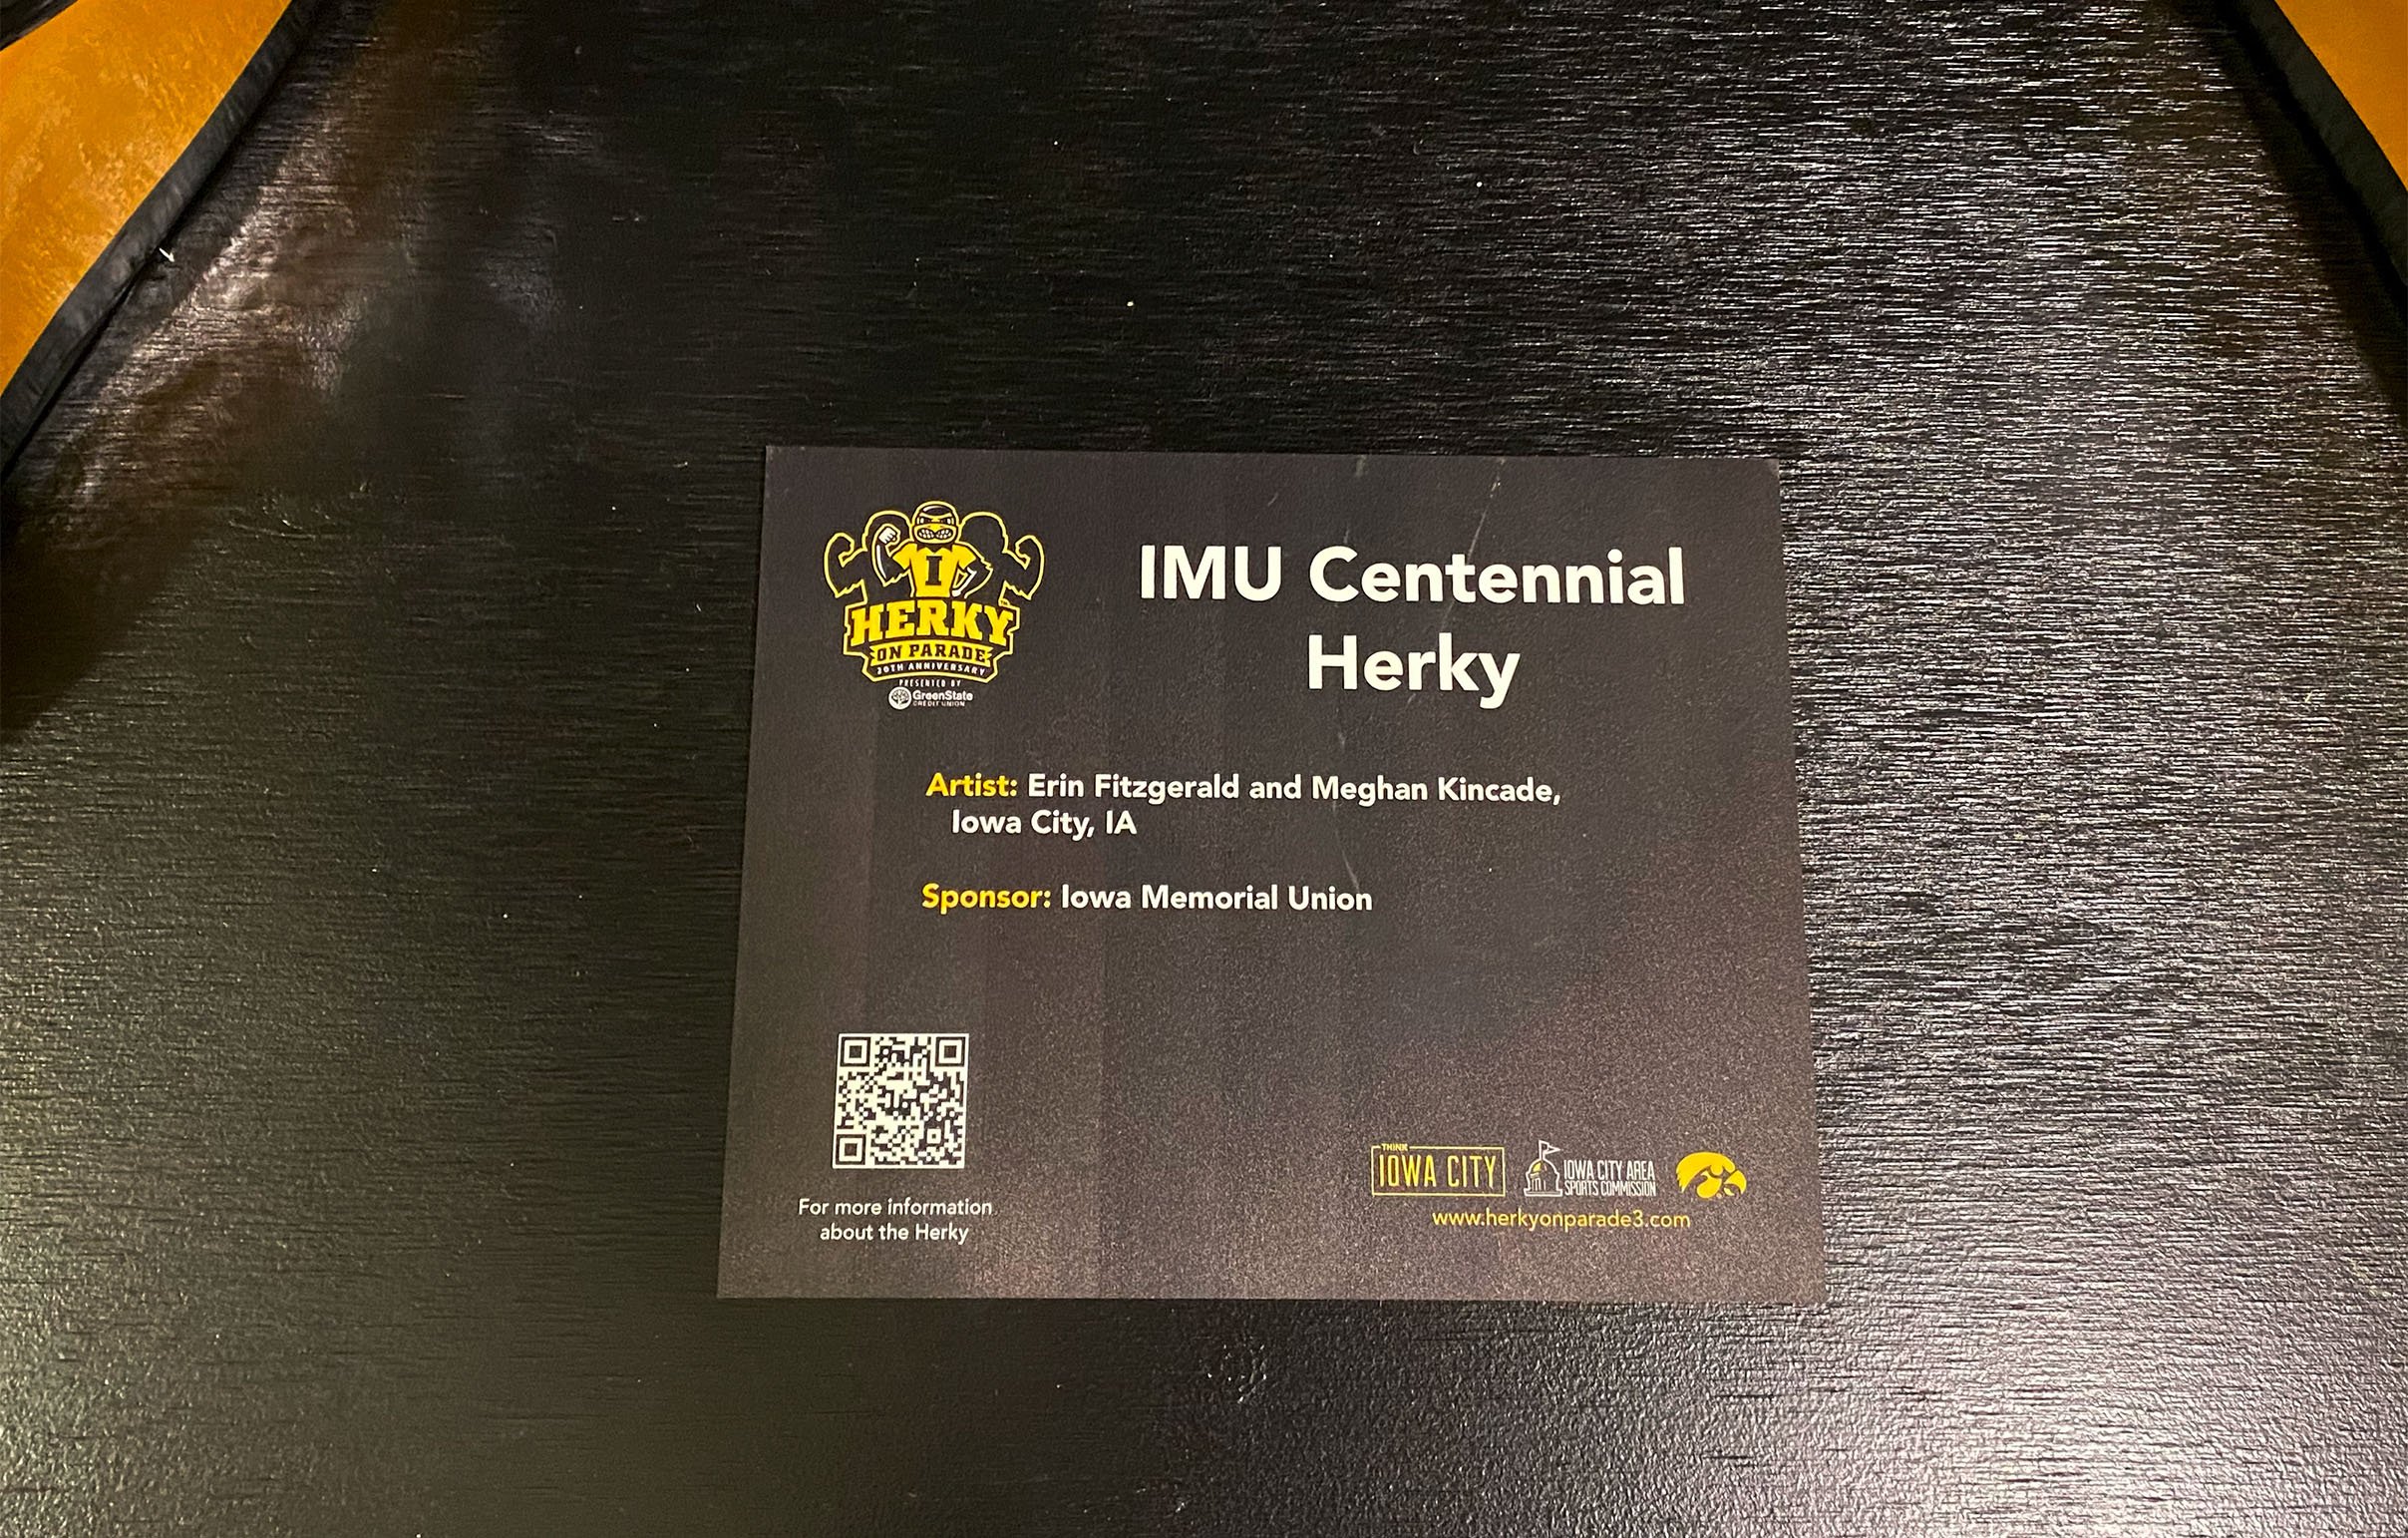 I
HERKY
ON PARADE
20TH ANNIVERSARY
PRESENTED BY
GreenState
CREDIT UNION
IMU Centennial
Herky
Artist: Erin Fitzgerald and Meghan Kincade,
Iowa City, IA
Sponsor: Iowa Memorial Union
For more information
about the Herky
THINK
IOWA CITY
IOWA CITY AREA
SPORTS COMMISSION
www.herkyonparade3.com